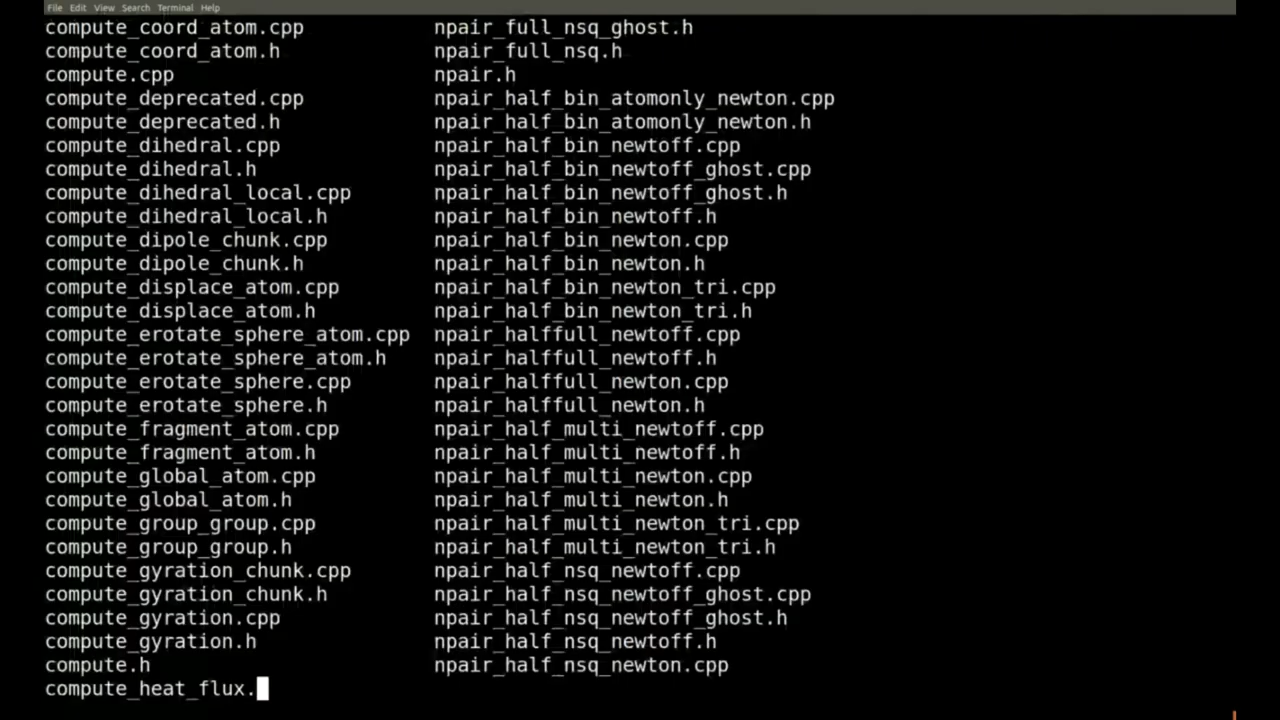 File Edit View Search Terminal Help
compute_coord_atom.cpp npair_full_nsq_ghost.h
compute_coord_atom.h npair_full_nsq.h
compute.cpp npair.h
compute_deprecated.cpp npair_half_bin_atomonly_newton.cpp
compute_deprecated.h npair_half_bin_atomonly_newton.h
compute_dihedral.cpp npair_half_bin_newtoff.cpp
compute_dihedral.h npair_half_bin_newtoff_ghost.cpp
compute_dihedral_local.cpp npair_half_bin_newtoff_ghost.h
compute_dihedral_local.h npair_half_bin_newtoff.h
compute_dipole_chunk.cpp npair_half_bin_newton.cpp
compute_dipole_chunk.h npair_half_bin_newton.h
compute_displace_atom.cpp npair_half_bin_newton_tri.cpp
compute_displace_atom.h npair_half_bin_newton_tri.h
compute_erotate_sphere_atom.cpp npair_halffull_newtoff.cpp
compute_erotate_sphere_atom.h npair_halffull_newtoff.h
compute_erotate_sphere.cpp npair_halffull_newton.cpp
compute_erotate_sphere.h npair_halffull_newton.h
compute_fragment_atom.cpp npair_half_multi_newtoff.cpp
compute_fragment_atom.h npair_half_multi_newtoff.h
compute_global_atom.cpp npair_half_multi_newton.cpp
compute_global_atom.h npair_half_multi_newton.h
compute_group_group.cpp npair_half_multi_newton_tri.cpp
compute_group_group.h npair_half_multi_newton_tri.h
compute_gyration_chunk.cpp npair_half_nsq_newtoff.cpp
compute_gyration_chunk.h npair_half_nsq_newtoff_ghost.cpp
compute_gyration.cpp npair_half_nsq_newtoff_ghost.h
compute_gyration.h npair_half_nsq_newtoff.h
compute.h npair_half_nsq_newton.cpp
compute_heat_flux.